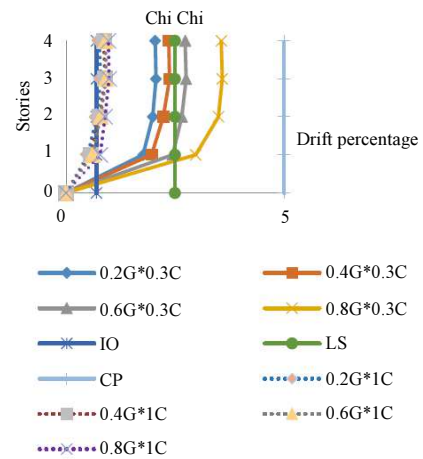 Chi Chi
4
3
2
1
0
Stories
0
5
Drift percentage
0.2G*0.3C
0.4G*0.3C
0.6G*0.3C
0.8G*0.3C
IO
LS
CP
0.2G*1C
0.4G*1C
0.6G*1C
0.8G*1C